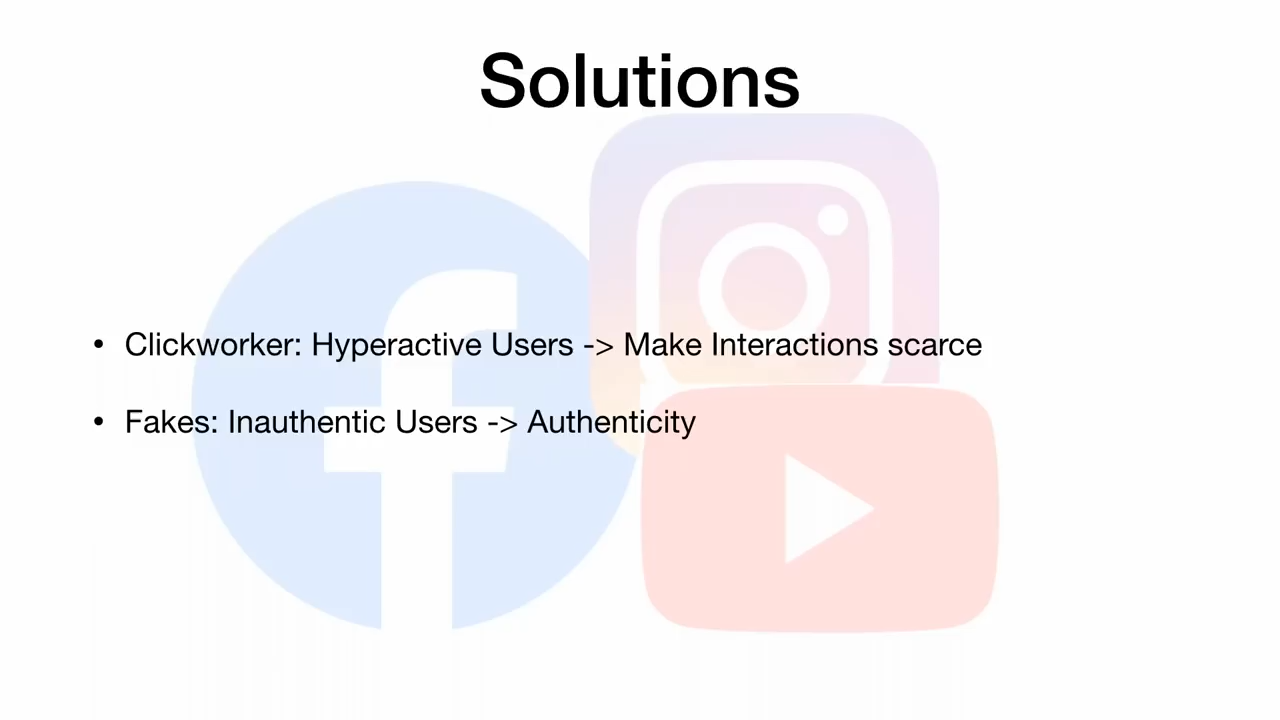 Solutions
• Clickworker: Hyperactive Users -> Make Interactions scarce
• Fakes: Inauthentic Users -> Authenticity